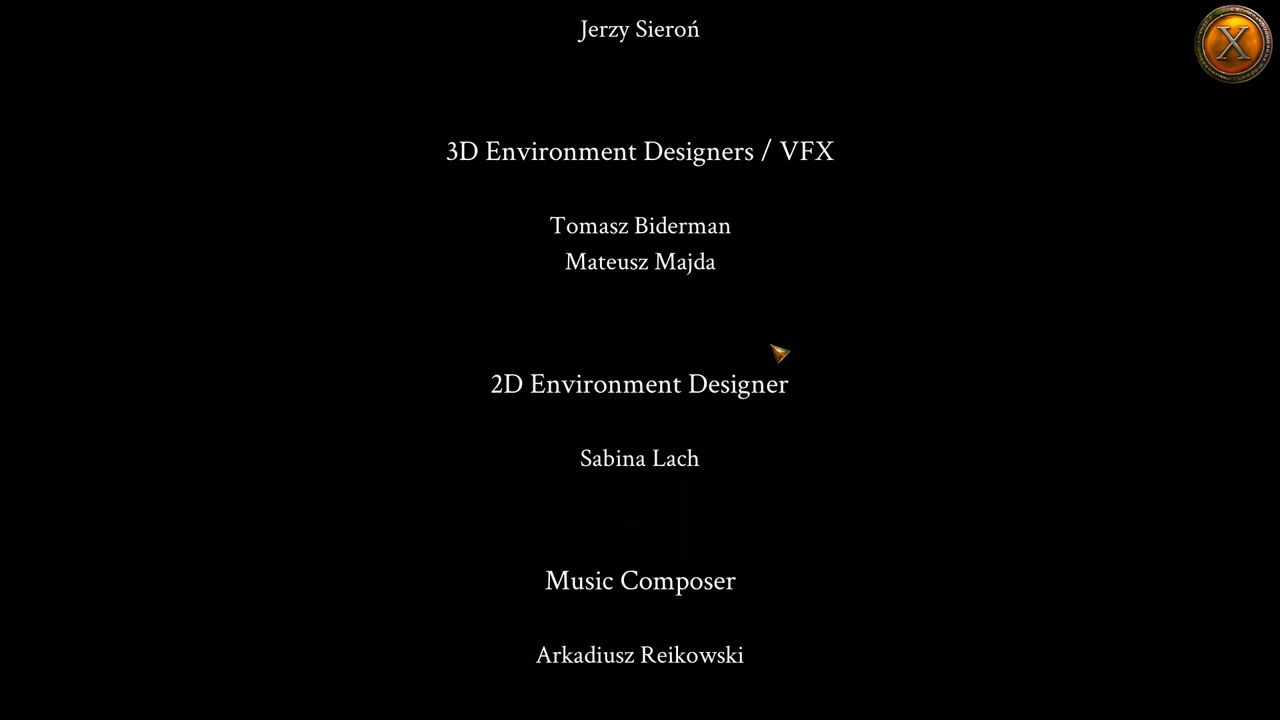 Jerzy Sieroń
X
3D Environment Designers / VFX
Tomasz Biderman
Mateusz Majda
2D Environment Designer
Sabina Lach
Music Composer
Arkadiusz Reikowski